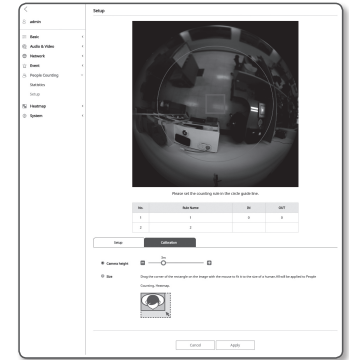 Setup
admin
Basic
Audio & Video
Network
Event
People Counting
Statistics
Setup
Heatmap
System
Please set the counting rule in the circle guide line.
No. Rule Name IN OUT
1 1 0 0
2 2
Setup Calibration
3m
Camera height
Size Drag the corner of the rectangle on the image with the mouse to fit it to the size of a human. (It will be applied to People
Counting, Heatmap)
Cancel Apply